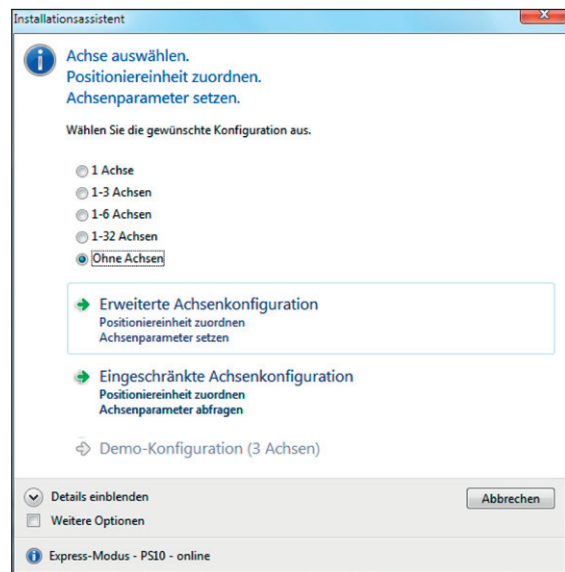 Installationsassistent
Achse auswählen.
Positioniereinheit zuordnen.
Achsenparameter setzen.
Wählen Sie die gewünschte Konfiguration aus.
1 Achse
1-3 Achsen
1-6 Achsen
1-32 Achsen
Ohne Achsen
Erweiterte Achsenkonfiguration
Positioniereinheit zuordnen
Achsenparameter setzen
Eingeschränkte Achsenkonfiguration
Positioniereinheit zuordnen
Achsenparameter abfragen
Demo-Konfiguration (3 Achsen)
Details einblenden
Abbrechen
Weitere Optionen
Express-Modus - PS10 - online